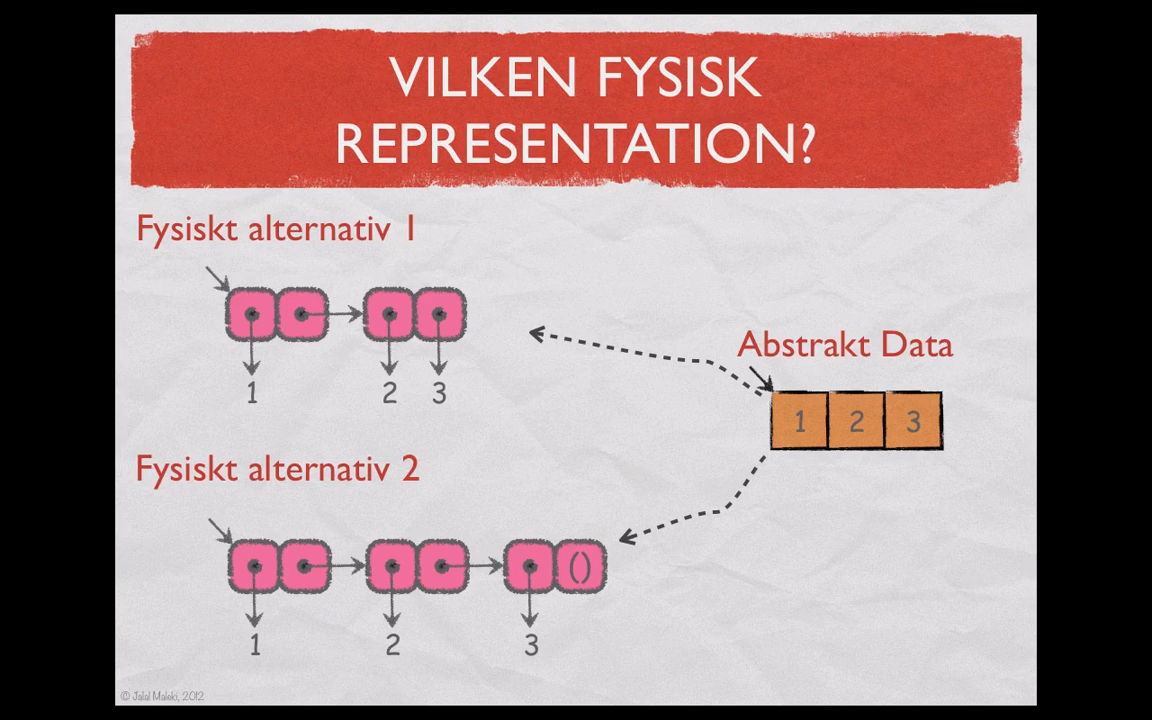 VILKEN FYSISK
REPRESENTATION?
Fysiskt alternativ 1
1 2 3
Abstrakt Data
1 2 3
Fysiskt alternativ 2
()
1 2 3
© Jalal Maleki, 2012